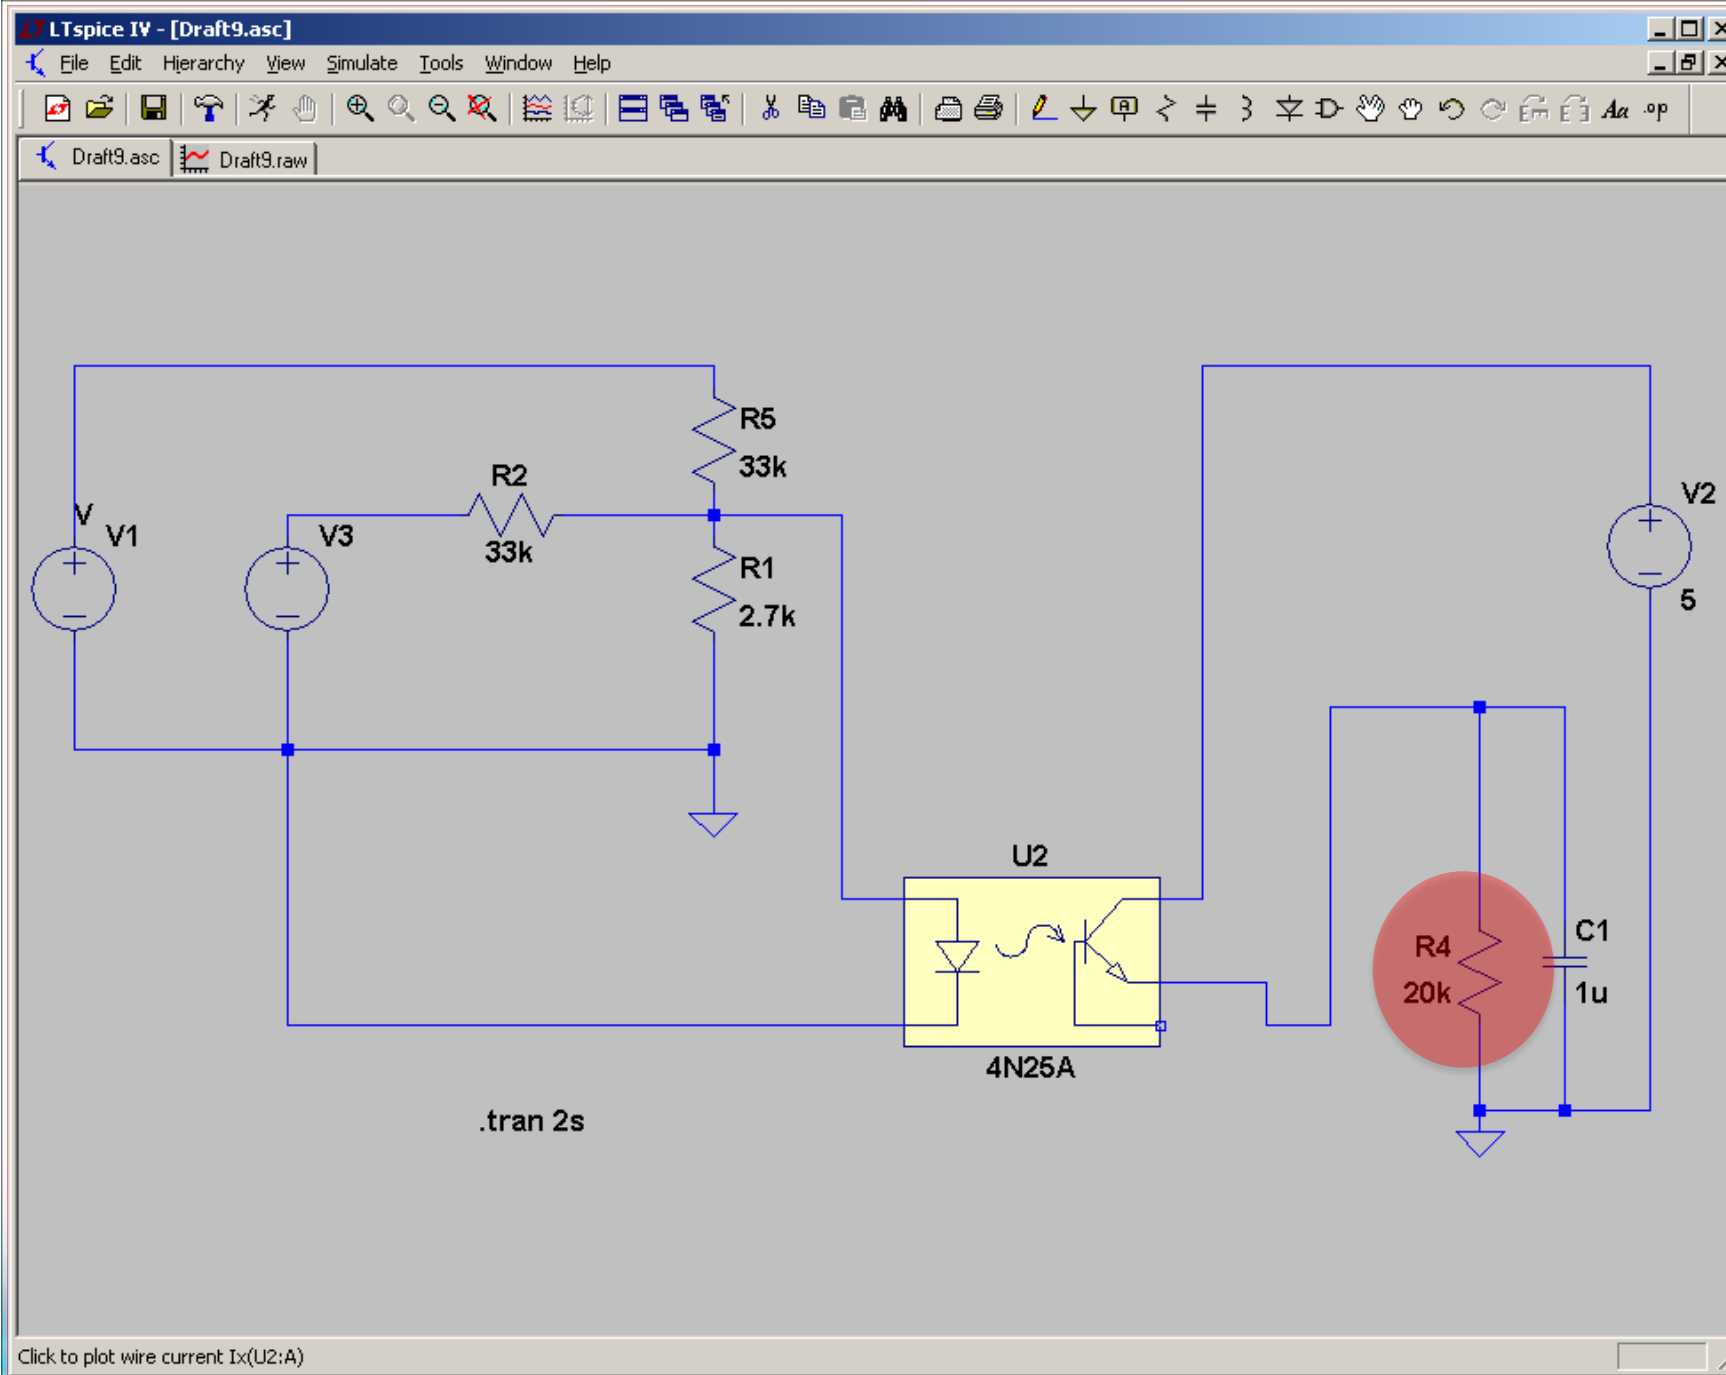 LTspice IV - [Draft9.asc]
File Edit Hierarchy View Simulate Tools Window Help
Aa .op
Draft9.asc Draft9.raw
R5
33k
R2
33k
V
V1
V3
R1
2.7k
V2
5
U2
4N25A
R4
20k
C1
1u
.tran 2s
Click to plot wire current Ix(U2:A)